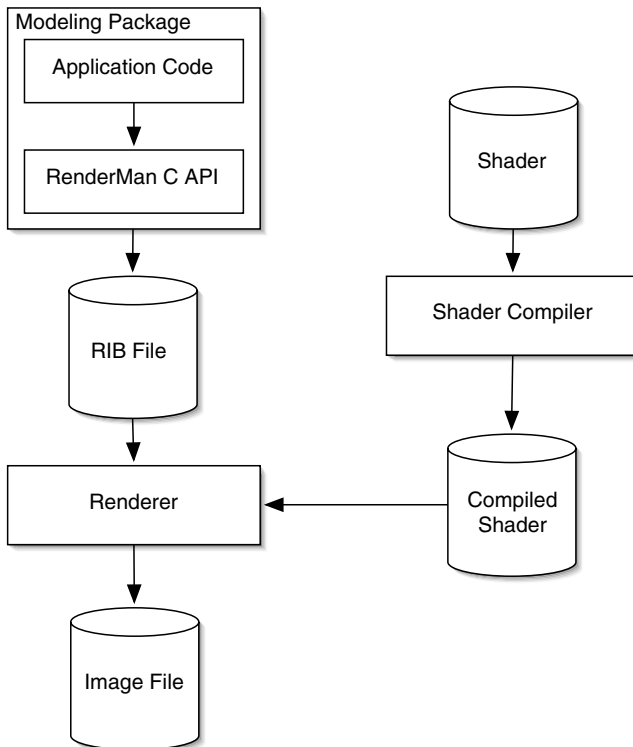 Modeling Package
Application Code
RenderMan C API
Shader
Shader Compiler
RIB File
Renderer
Compiled
Shader
Image File